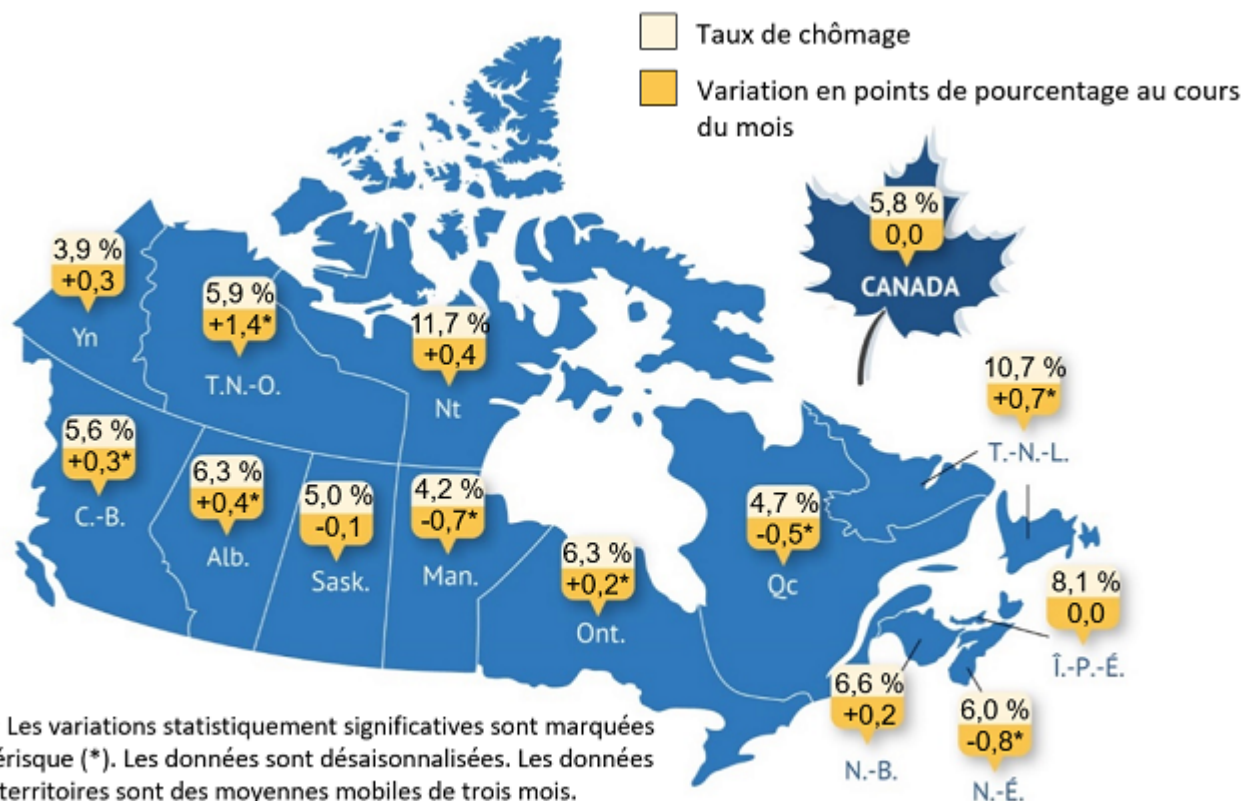 Taux de chômage
Variation en points de pourcentage au cours
du mois
5,8 %
0,0
CANADA
3,9 %
+0,3
Yn
5,9 %
+1,4*
T.N.-O.
11,7 %
+0,4
Nt
10,7 %
+0,7*
T.-N.-L.
5,6 %
+0,3*
C.-B.
6,3 %
+0,4*
Alb.
5,0 %
-0,1
Sask.
4,2 %
-0,7*
Man.
6,3 %
+0,2*
Ont.
4,7 %
-0,5*
Qc
8,1 %
0,0
Î.-P.-É.
6,6 %
+0,2
N.-B.
6,0 %
-0,8*
N.-É.
Les variations statistiquement significatives sont marquées
érisque (*). Les données sont désaisonnalisées. Les données
territoires sont des moyennes mobiles de trois mois.